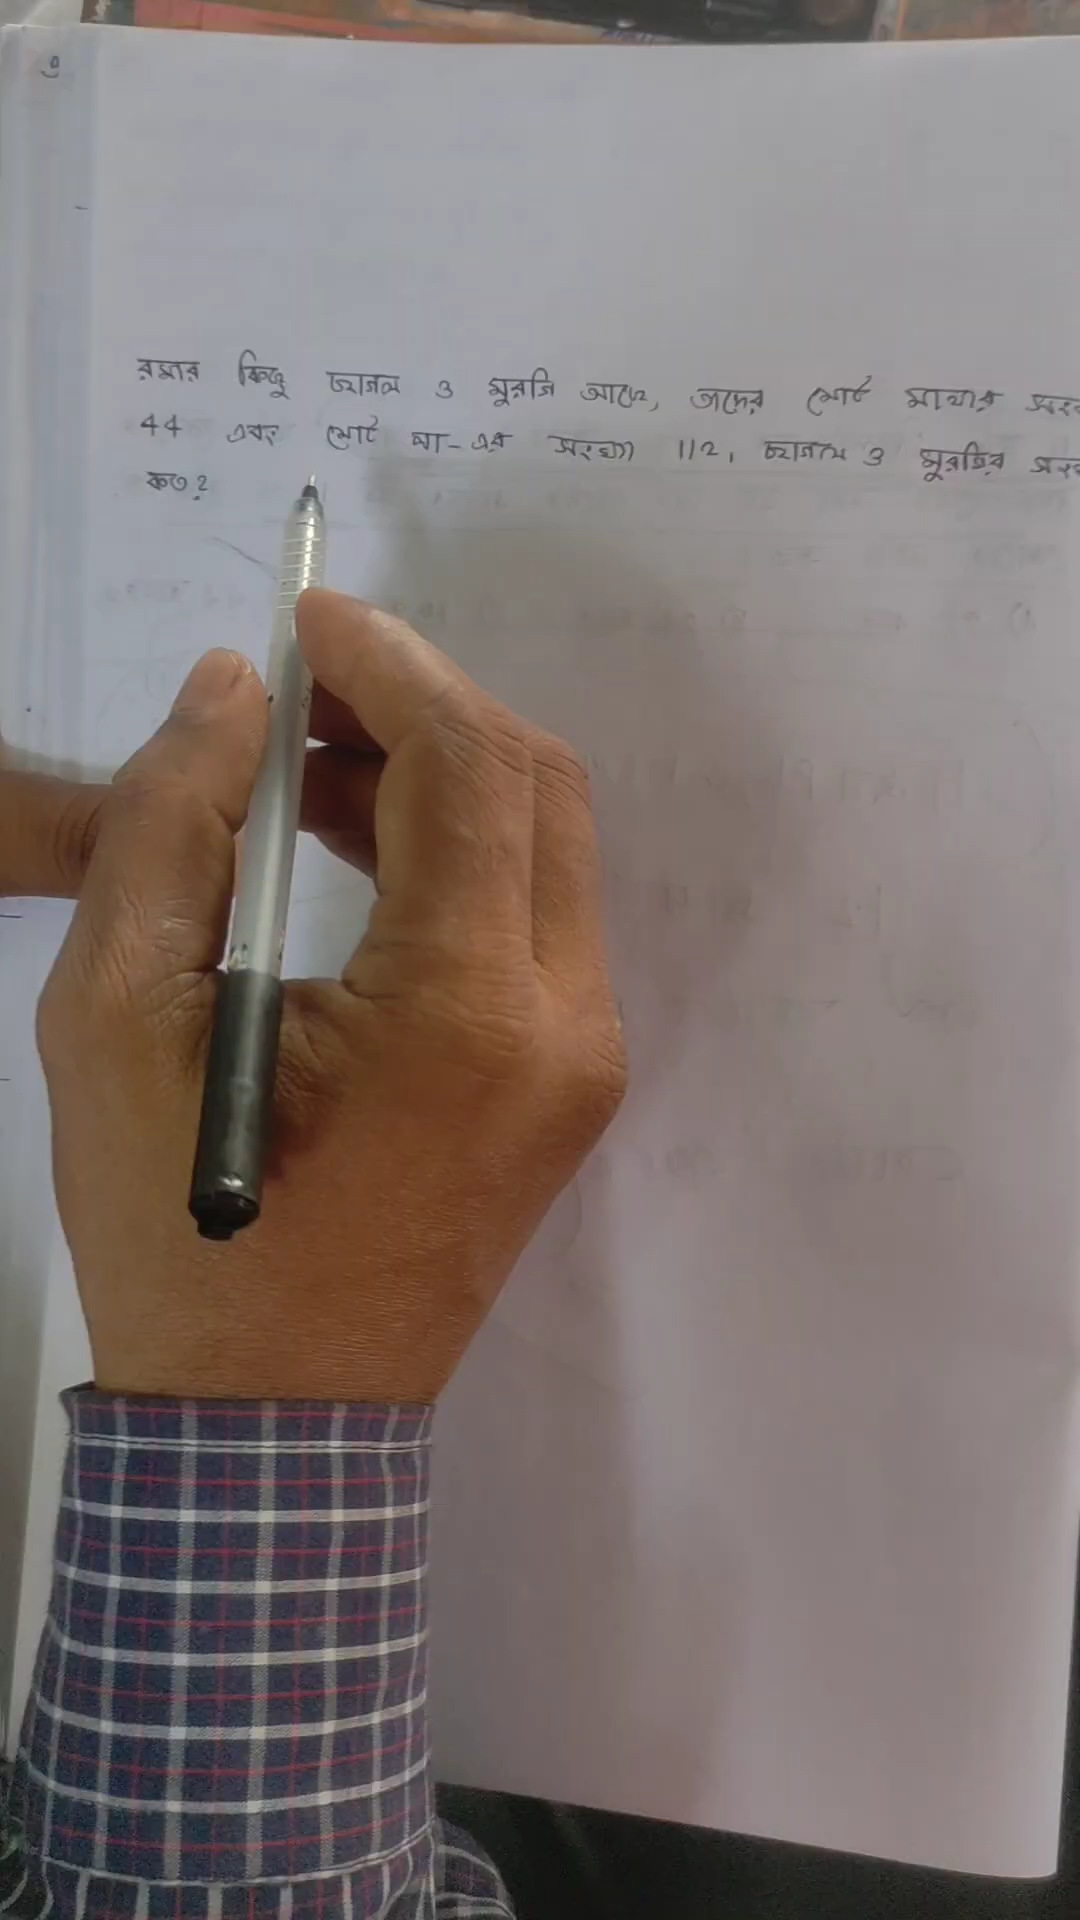 রমার কিছু ছাগল ও মুরগি আছে, তাদের মোট মাথার
44 এবং মোট পা-এর সংখ্যা 112, ছাগল ও মুরগির
কত?